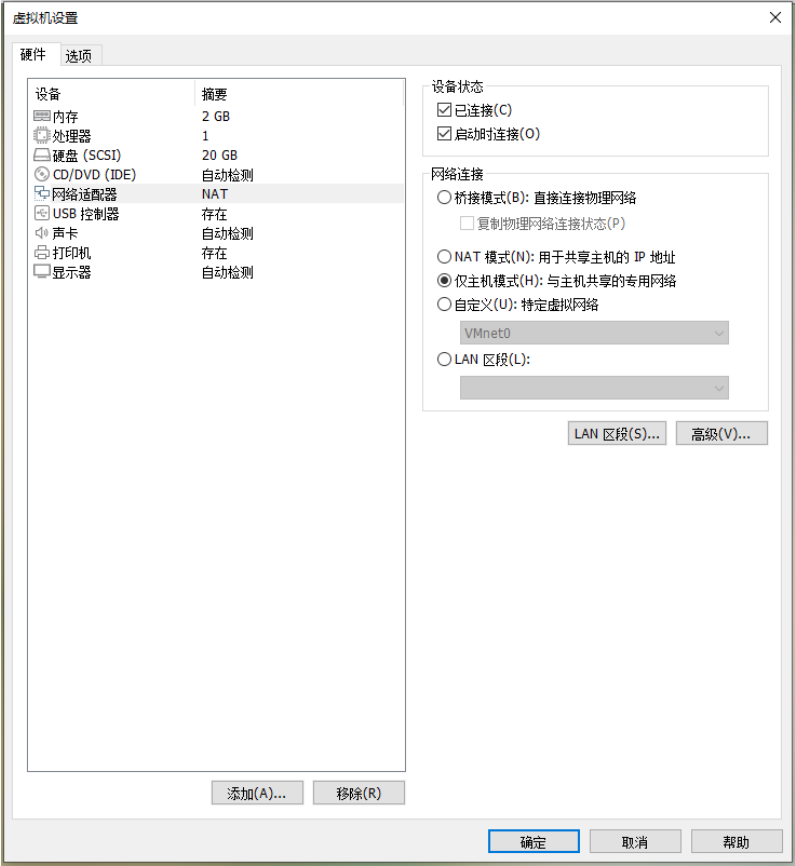 虚拟机设置
硬件 选项
设备 摘要
内存 2 GB
处理器 1
硬盘 (SCSI) 20 GB
CD/DVD (IDE) 自动检测
网络适配器 NAT
USB 控制器 存在
声卡 自动检测
打印机 存在
显示器 自动检测
添加(A)... 移除(R)
设备状态
已连接(C)
启动时连接(O)
网络连接
桥接模式(B): 直接连接物理网络
复制物理网络连接状态(P)
NAT 模式(N): 用于共享主机的 IP 地址
仅主机模式(H): 与主机共享的专用网络
自定义(U): 特定虚拟网络
VMnet0
LAN 区段(L):
LAN 区段(S)... 高级(V)...
确定 取消 帮助